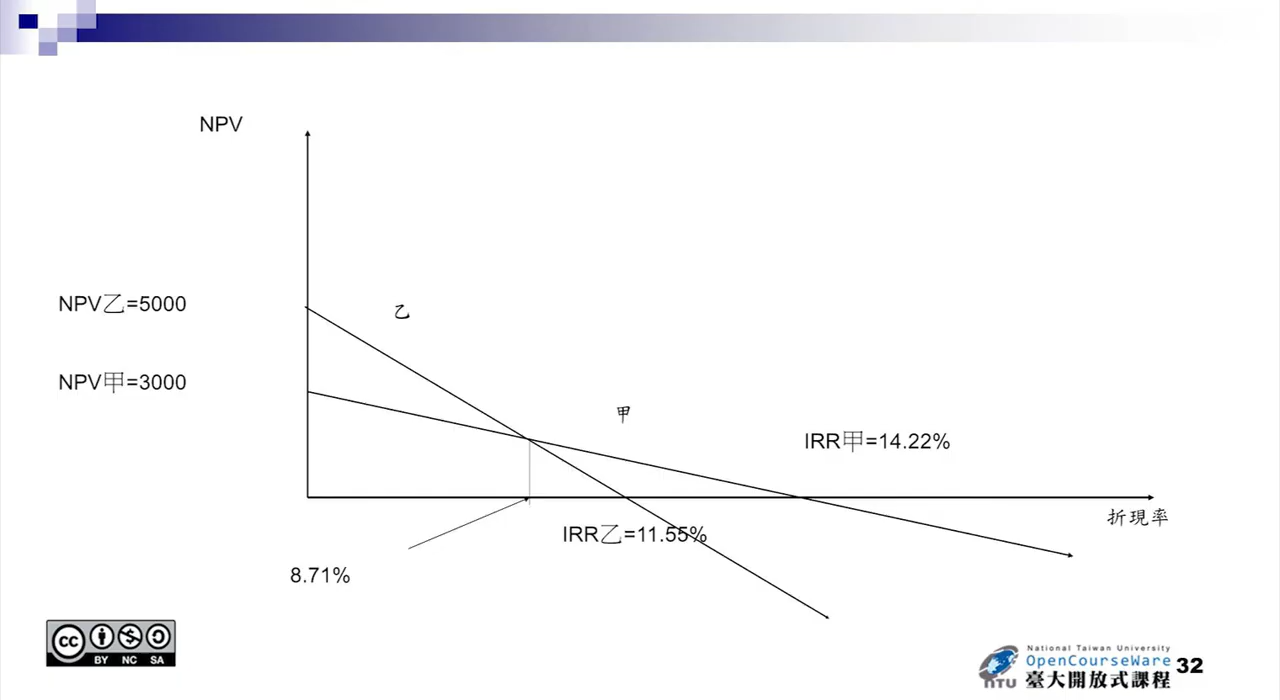 NPV
NPV乙=5000
乙
NPV甲=3000
甲
IRR甲=14.22%
折現率
IRR乙=11.55%
8.71%
cc
BY NC SA
NTU
National Taiwan University
OpenCourseWare
臺大開放式課程
32